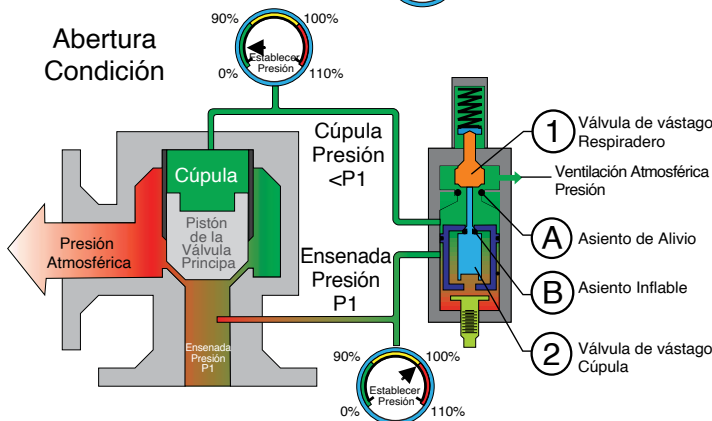 Abertura
Condición
90%
100%
Establecer
Presión
0%
110%
Cúpula
Presión
<P1
1
Válvula de vástago
Respiradero
Ventilación Atmosférica
Presión
Cúpula
Pistón
de la
Válvula
Principa
Presión
Atmosférica
Ensenada
Presión
P1
A
Asiento de Alivio
B
Asiento Inflable
Ensenada
Presión
P1
2
Válvula de vástago
Cúpula
90%
100%
Establecer
Presión
0%
110%